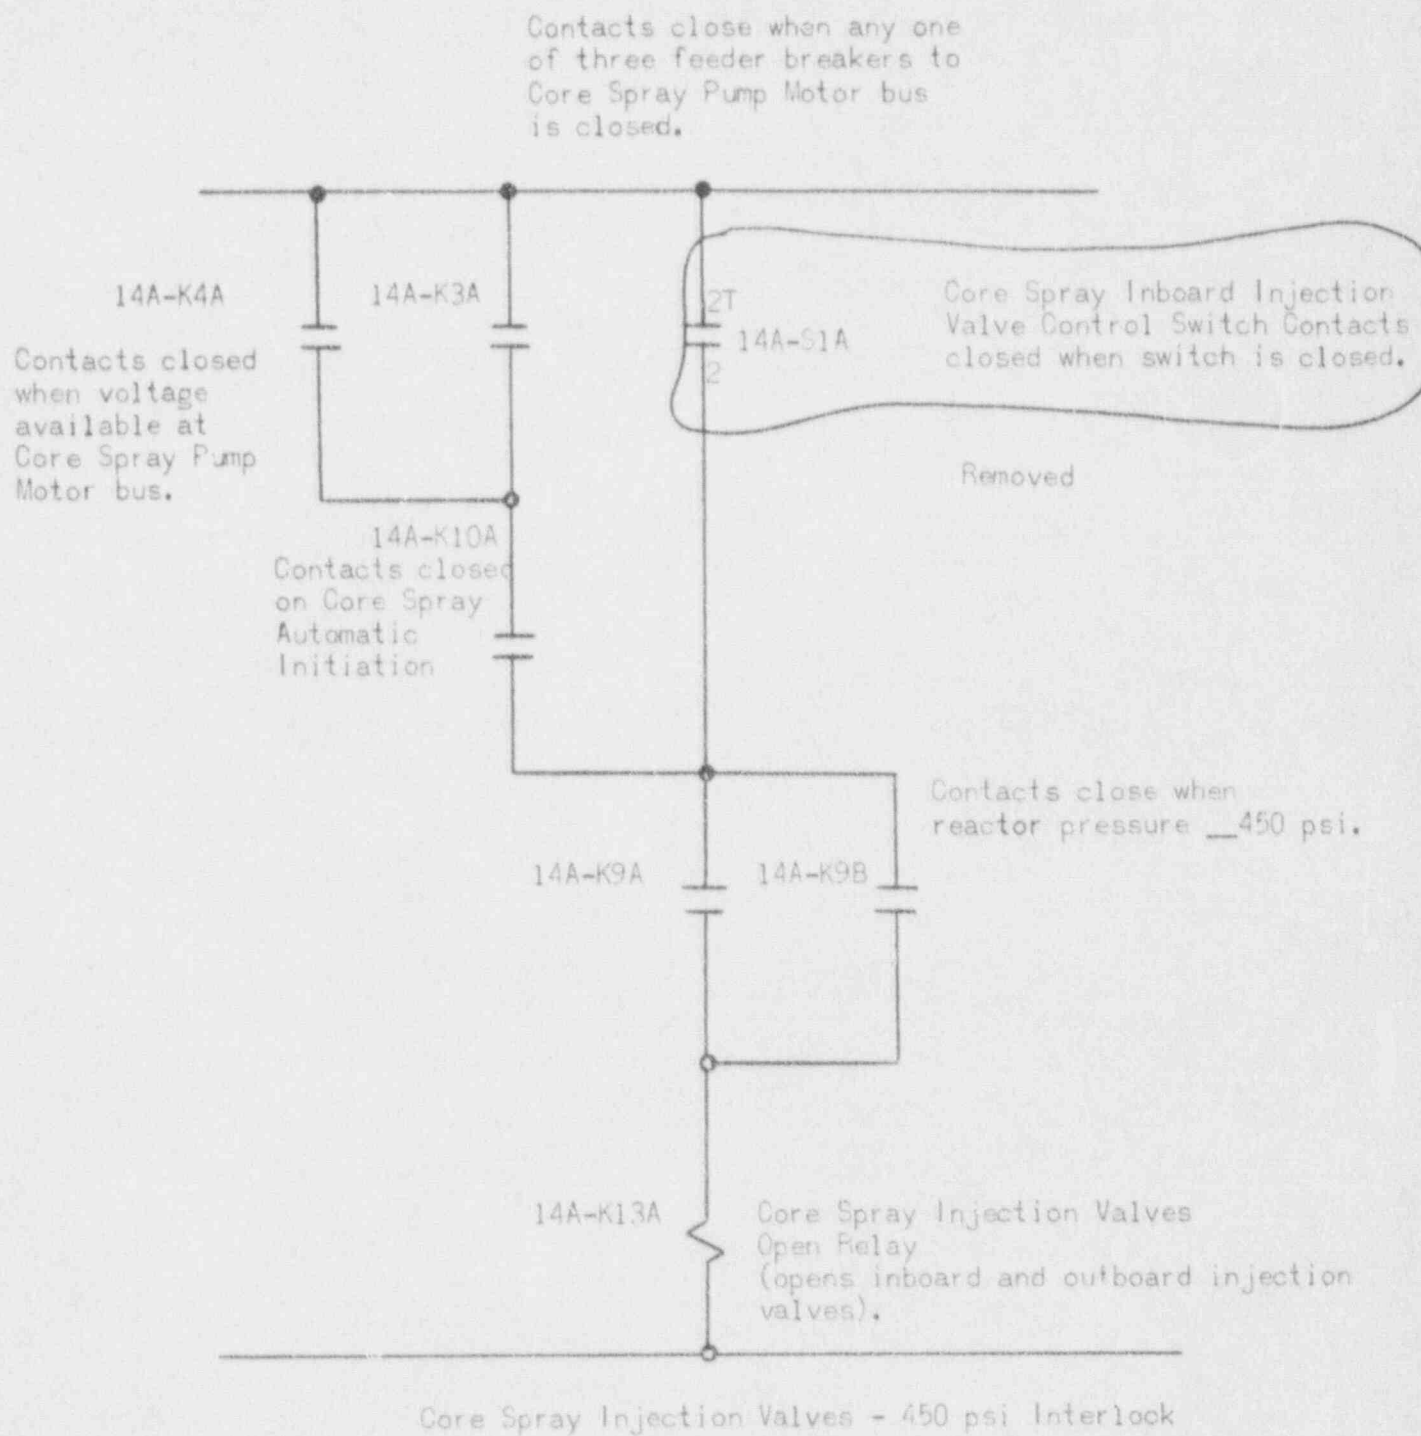 Contacts close when any one
of three feeder breakers to
Core Spray Pump Motor bus
is closed.
14A-K4A
14A-K3A
2T
14A-S1A
2
Core Spray Inboard Injection
Valve Control Switch Contacts
closed when switch is closed.
Contacts closed
when voltage
available at
Core Spray Pump
Motor bus.
Removed
14A-K10A
Contacts closed
on Core Spray
Automatic
Initiation
Contacts close when
reactor pressure __450 psi.
14A-K9A
14A-K9B
14A-K13A
Core Spray Injection Valves
Open Relay
(opens inboard and outboard injection
valves).
Core Spray Injection Valves - 450 psi Interlock